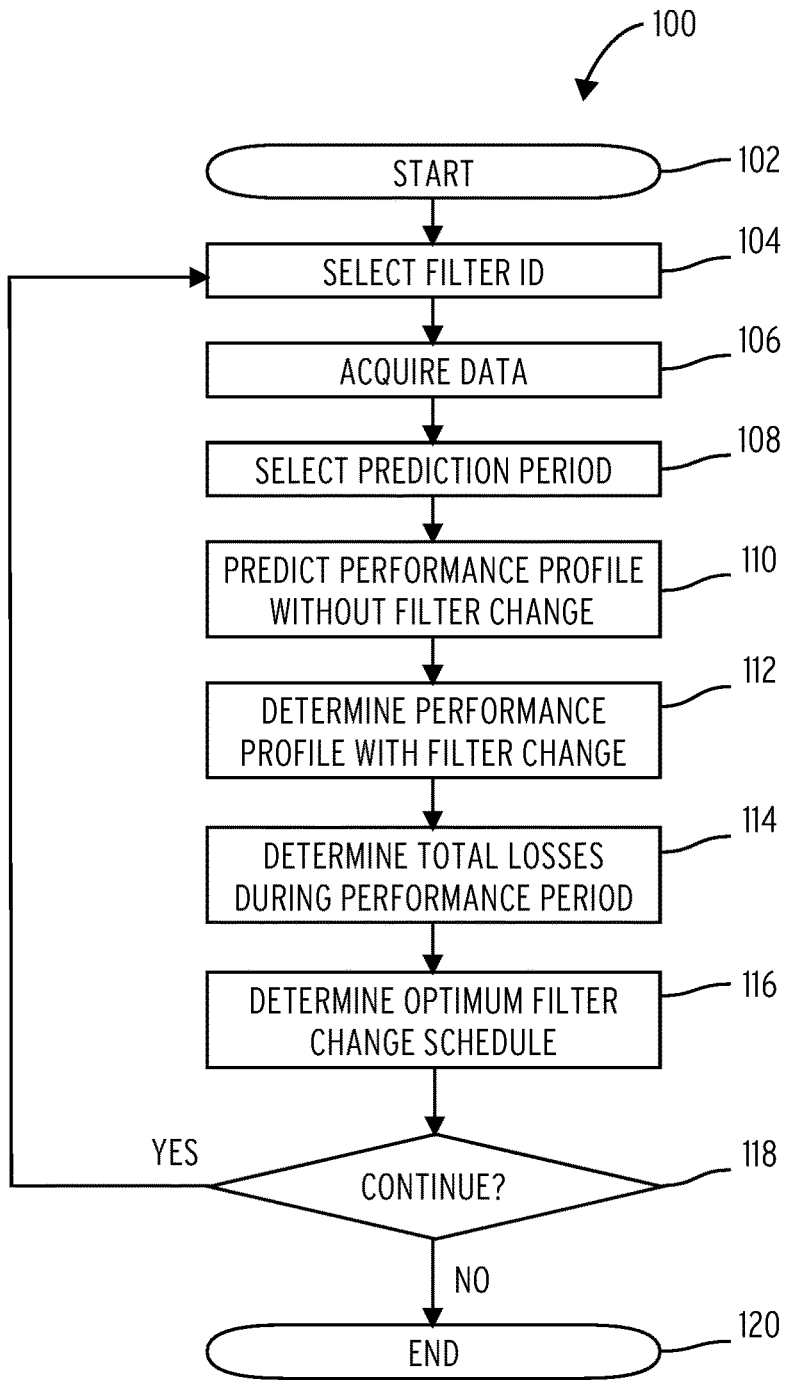 100
START
102
SELECT FILTER ID
104
ACQUIRE DATA
106
SELECT PREDICTION PERIOD
108
PREDICT PERFORMANCE PROFILE
WITHOUT FILTER CHANGE
110
DETERMINE PERFORMANCE
PROFILE WITH FILTER CHANGE
112
DETERMINE TOTAL LOSSES
DURING PERFORMANCE PERIOD
114
DETERMINE OPTIMUM FILTER
CHANGE SCHEDULE
116
YES
CONTINUE?
118
NO
END
120